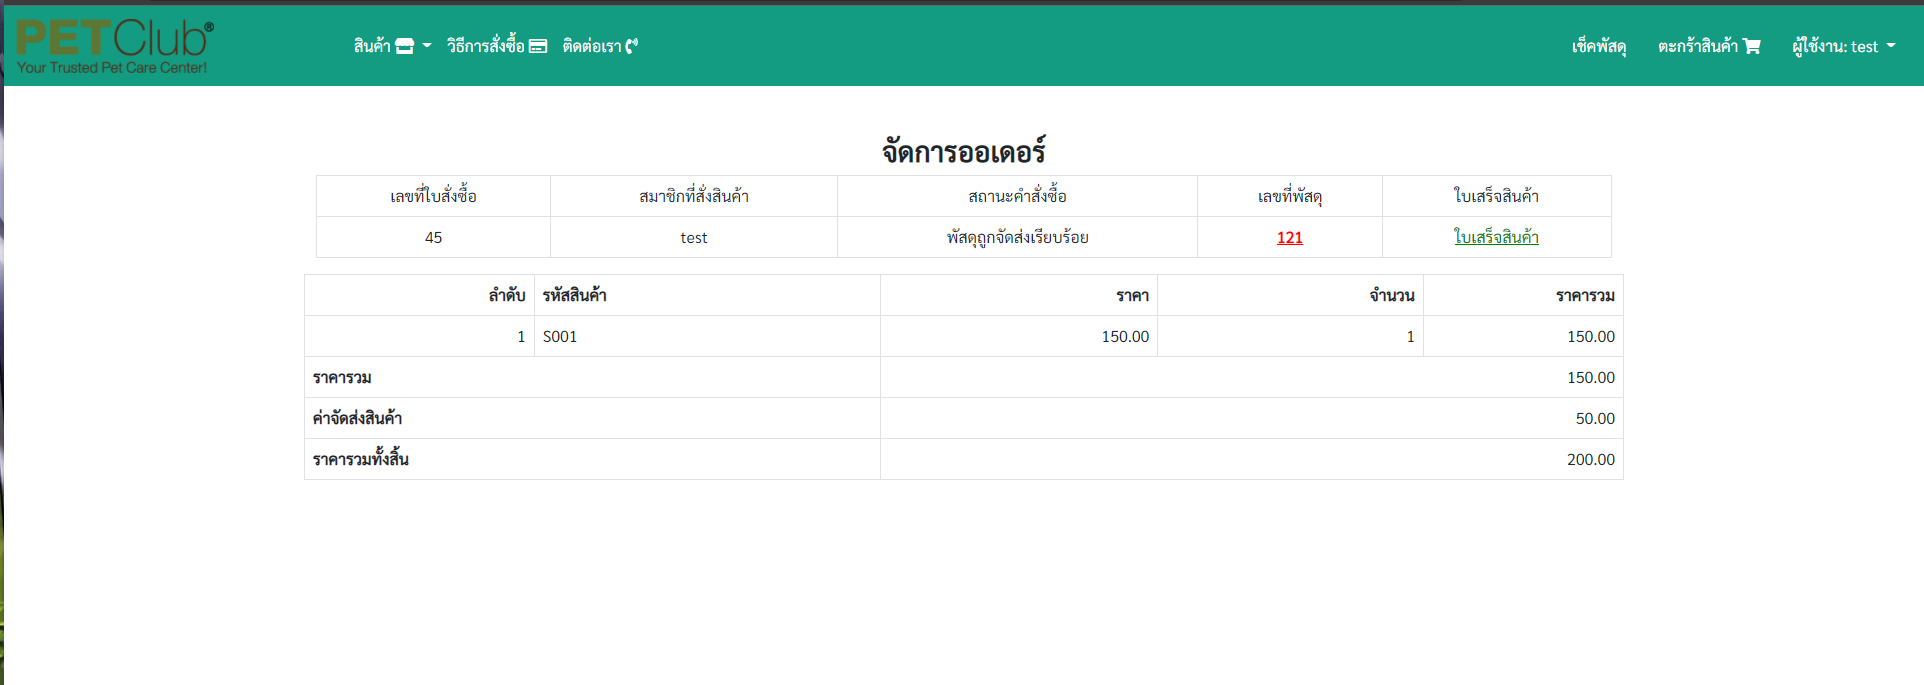 PETClub®
Your Trusted Pet Care Center!
สินค้า วิธีการสั่งซื้อ ติดต่อเรา เช็คพัสดุ ตะกร้าสินค้า ผู้ใช้งาน: test
จัดการออเดอร์
เลขที่ใบสั่งซื้อ สมาชิกที่สั่งสินค้า สถานะคำสั่งซื้อ เลขที่พัสดุ ใบเสร็จสินค้า
45 test พัสดุถูกจัดส่งเรียบร้อย 121 ใบเสร็จสินค้า
ลำดับ รหัสสินค้า ราคา จำนวน ราคารวม
1 S001 150.00 1 150.00
ราคารวม 150.00
ค่าจัดส่งสินค้า 50.00
ราคารวมทั้งสิ้น 200.00